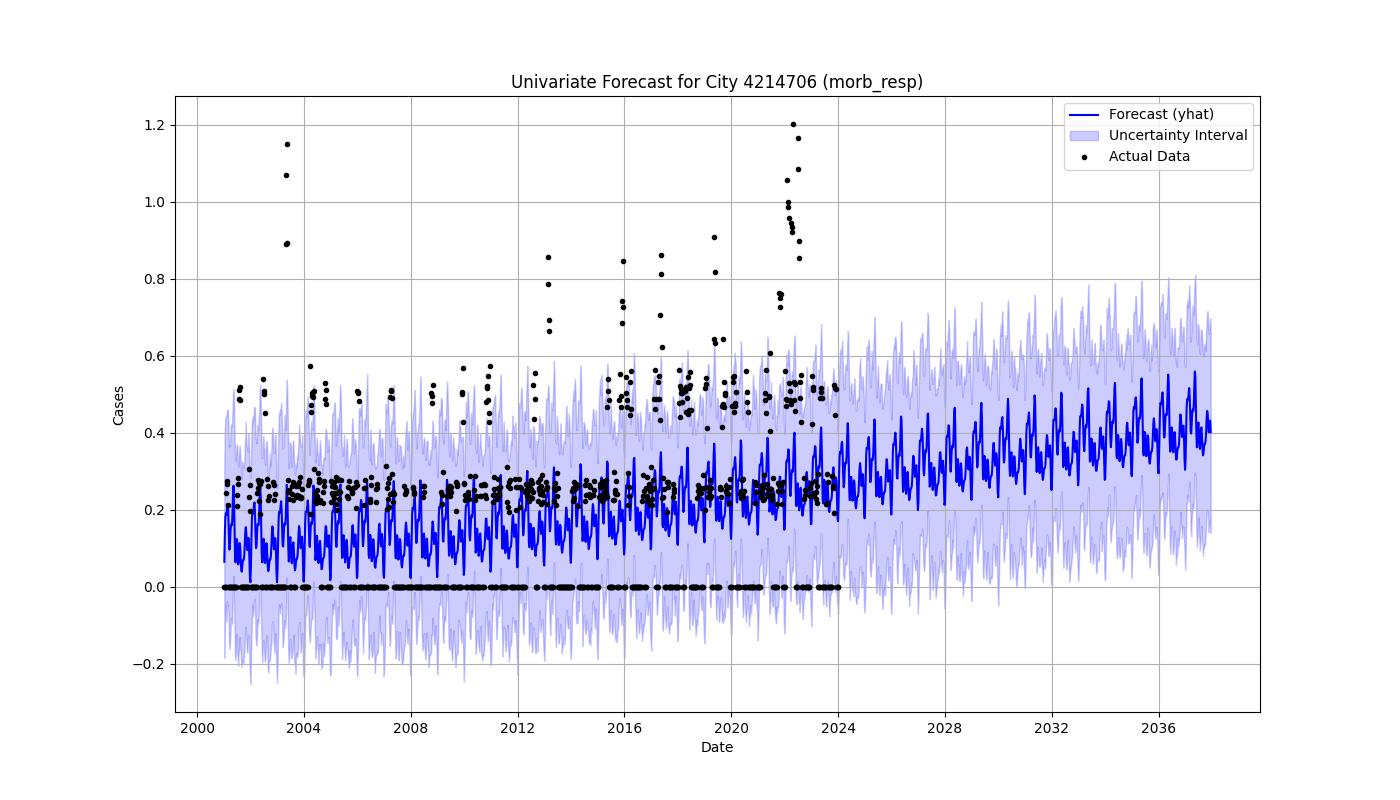 Univariate Forecast for City 4214706 (morb_resp)
Forecast (yhat)
Uncertainty Interval
Actual Data
Cases
1.2
1.0
0.8
0.6
0.4
0.2
0.0
−0.2
2000 2004 2008 2012 2016 2020 2024 2028 2032 2036
Date